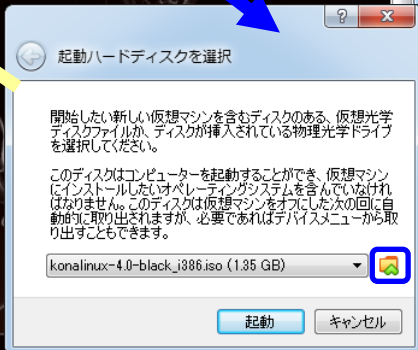 起動ハードディスクを選択
開始したい新しい仮想マシンを含むディスクのある、仮想光学
ディスクファイルか、ディスクが挿入されている物理光学ドライブ
を選択してください。
このディスクはコンピューターを起動することができ、仮想マシン
にインストールしたいオペレーティングシステムを含んでいなけれ
ばなりません。このディスクは仮想マシンをオフにした次の回に自
動的に取り出されますが、必要であればデバイスメニューから取
り出すこともできます。
konalinux-4.0-black_i386.iso (1.35 GB)
起動 キャンセル